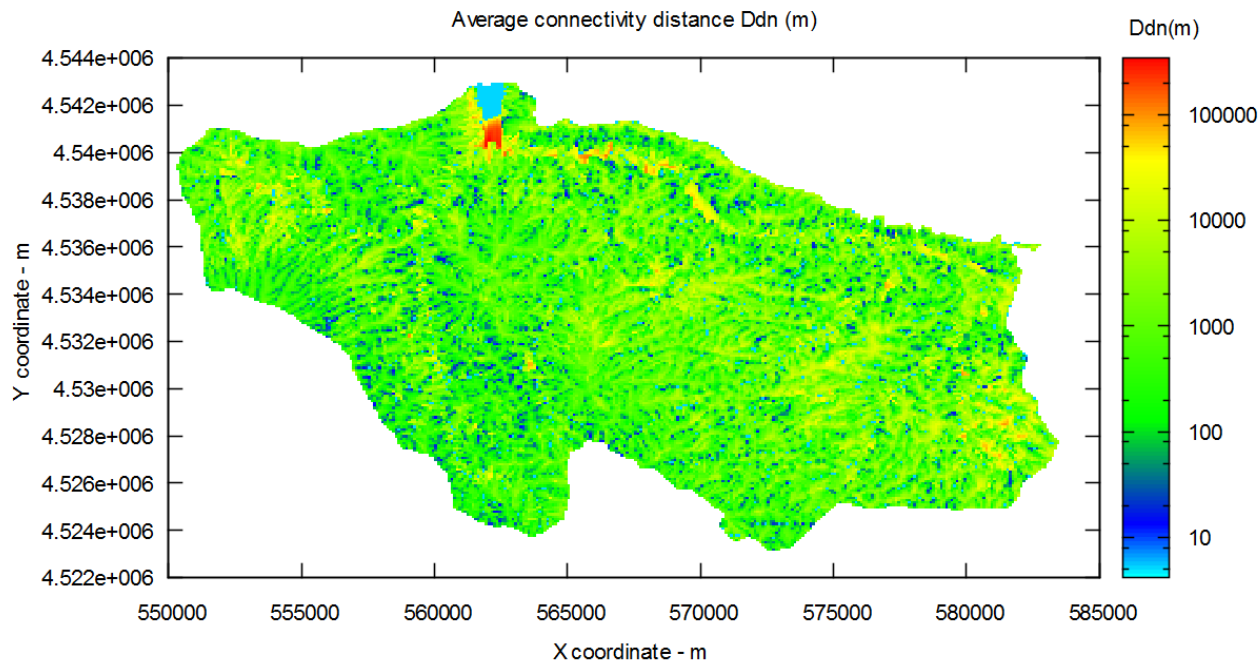 Average connectivity distance Ddn (m)
Ddn(m)
4.544e+006
4.542e+006
4.54e+006
4.538e+006
4.536e+006
4.534e+006
4.532e+006
4.53e+006
4.528e+006
4.526e+006
4.524e+006
4.522e+006
Y coordinate - m
550000 555000 560000 565000 570000 575000 580000 585000
X coordinate - m
100000
10000
1000
100
10